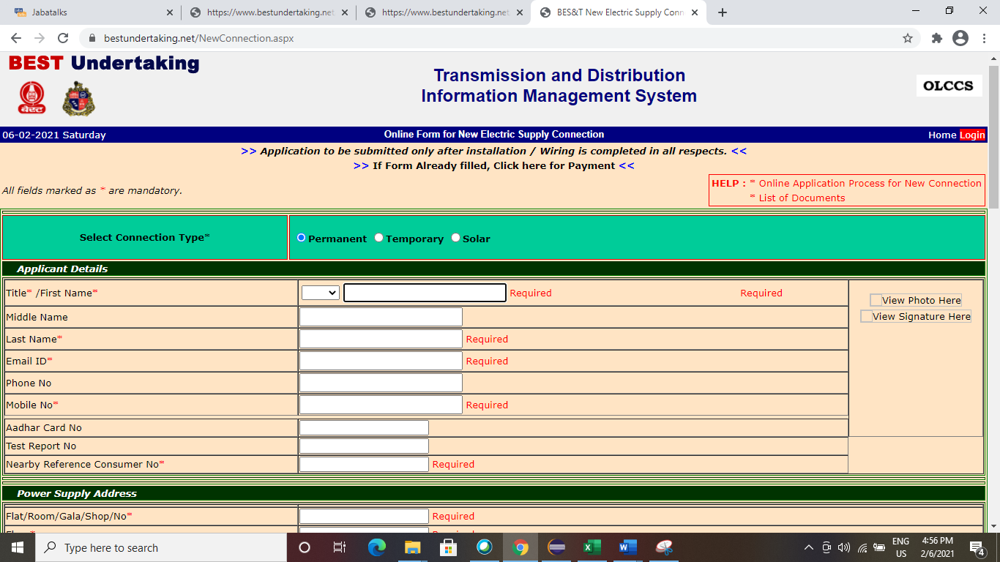 Jabatalks
https://www.bestundertaking.net
https://www.bestundertaking.net
BES&T New Electric Supply Conn
bestundertaking.net/NewConnection.aspx
BEST Undertaking
Transmission and Distribution
Information Management System
OLCCS
बेस्ट
06-02-2021 Saturday
Online Form for New Electric Supply Connection
Home Login
>> Application to be submitted only after installation / Wiring is completed in all respects. <<
>> If Form Already filled, Click here for Payment <<
All fields marked as * are mandatory.
HELP : * Online Application Process for New Connection
* List of Documents
Select Connection Type*
Permanent Temporary Solar
Applicant Details
Title* /First Name* Required Required
View Photo Here
Middle Name
View Signature Here
Last Name* Required
Email ID* Required
Phone No
Mobile No* Required
Aadhar Card No
Test Report No
Nearby Reference Consumer No* Required
Power Supply Address
Flat/Room/Gala/Shop/No* Required
Type here to search
ENG
US
4:56 PM
2/6/2021
4